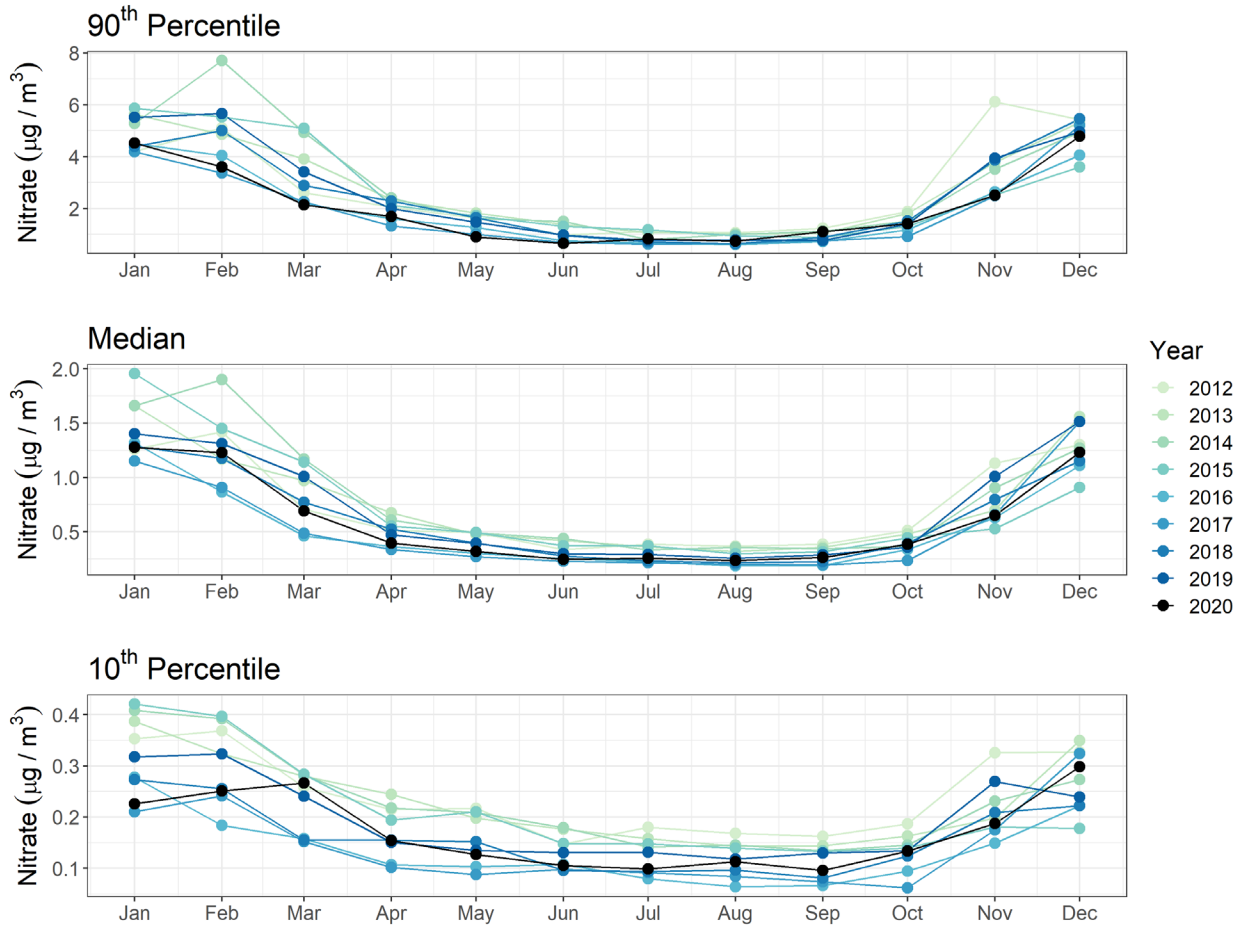 90th Percentile
Nitrate (μg / m3)
8
6
4
2
Jan Feb Mar Apr May Jun Jul Aug Sep Oct Nov Dec
Median
Nitrate (μg / m3)
2.0
1.5
1.0
0.5
Jan Feb Mar Apr May Jun Jul Aug Sep Oct Nov Dec
Year
2012
2013
2014
2015
2016
2017
2018
2019
2020
10th Percentile
Nitrate (μg / m3)
0.4
0.3
0.2
0.1
Jan Feb Mar Apr May Jun Jul Aug Sep Oct Nov Dec